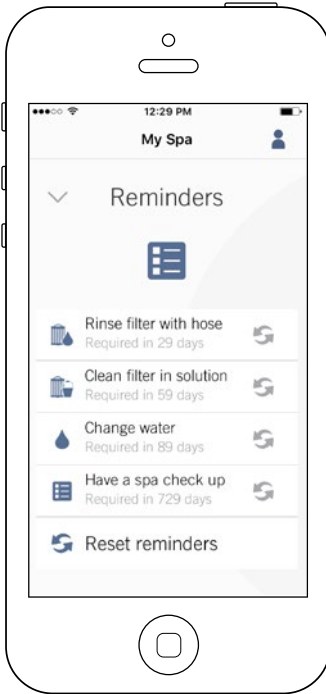 12:29 PM
My Spa
Reminders
Rinse filter with hose
Required in 29 days
Clean filter in solution
Required in 59 days
Change water
Required in 89 days
Have a spa check up
Required in 729 days
Reset reminders